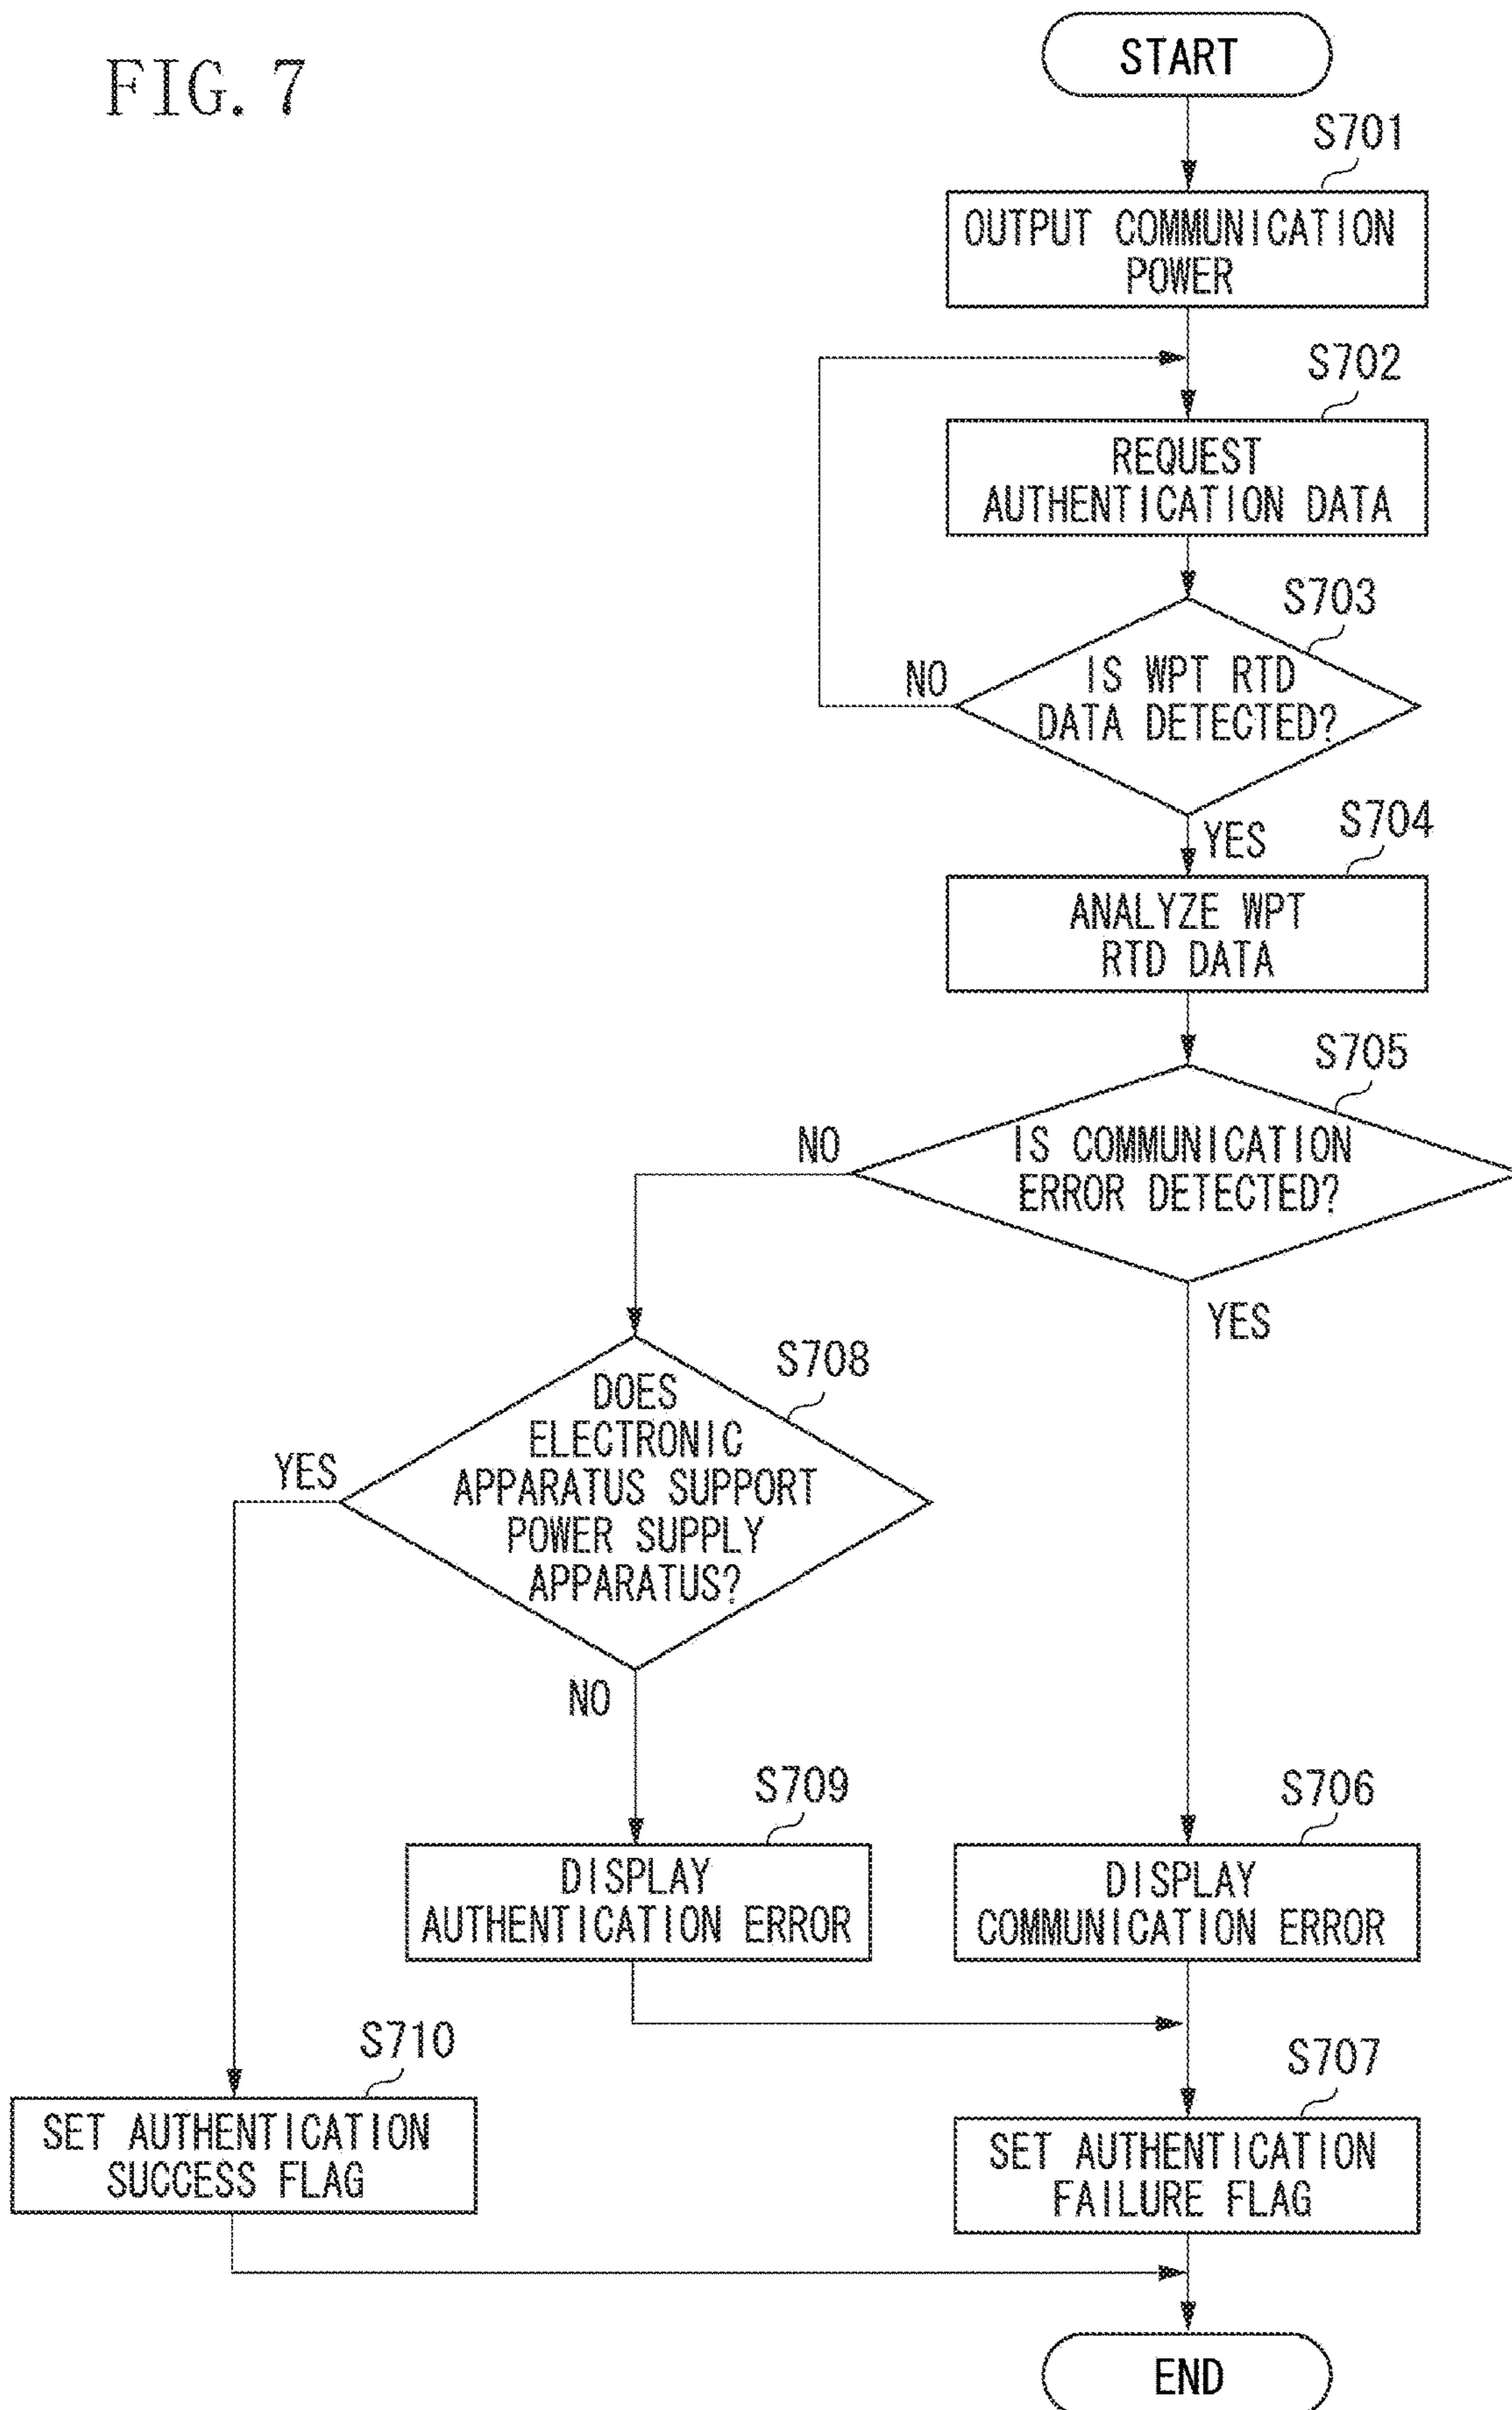 FIG. 7
START
S701
OUTPUT COMMUNICATION
POWER
S702
REQUEST
AUTHENTICATION DATA
S703
NO
IS WPT RTD
DATA DETECTED?
YES
S704
ANALYZE WPT
RTD DATA
S705
NO
IS COMMUNICATION
ERROR DETECTED?
YES
S708
YES
DOES
ELECTRONIC
APPARATUS SUPPORT
POWER SUPPLY
APPARATUS?
NO
S709
DISPLAY
AUTHENTICATION ERROR
S706
DISPLAY
COMMUNICATION ERROR
S710
SET AUTHENTICATION
SUCCESS FLAG
S707
SET AUTHENTICATION
FAILURE FLAG
END